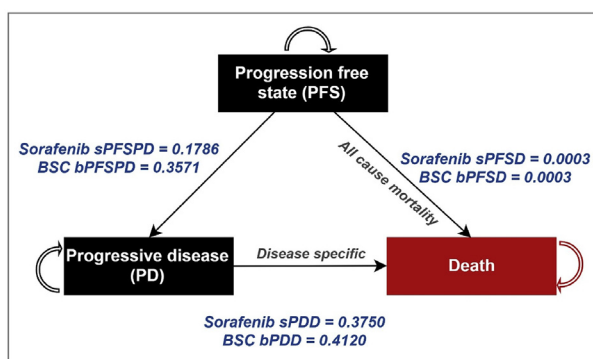 Progression free
state (PFS)
Sorafenib sPFSPD = 0.1786
BSC bPFSPD = 0.3571
All cause mortality
Sorafenib sPFSD = 0.0003
BSC bPFSD = 0.0003
Progressive disease
(PD)
Disease specific
Death
Sorafenib sPDD = 0.3750
BSC bPDD = 0.4120